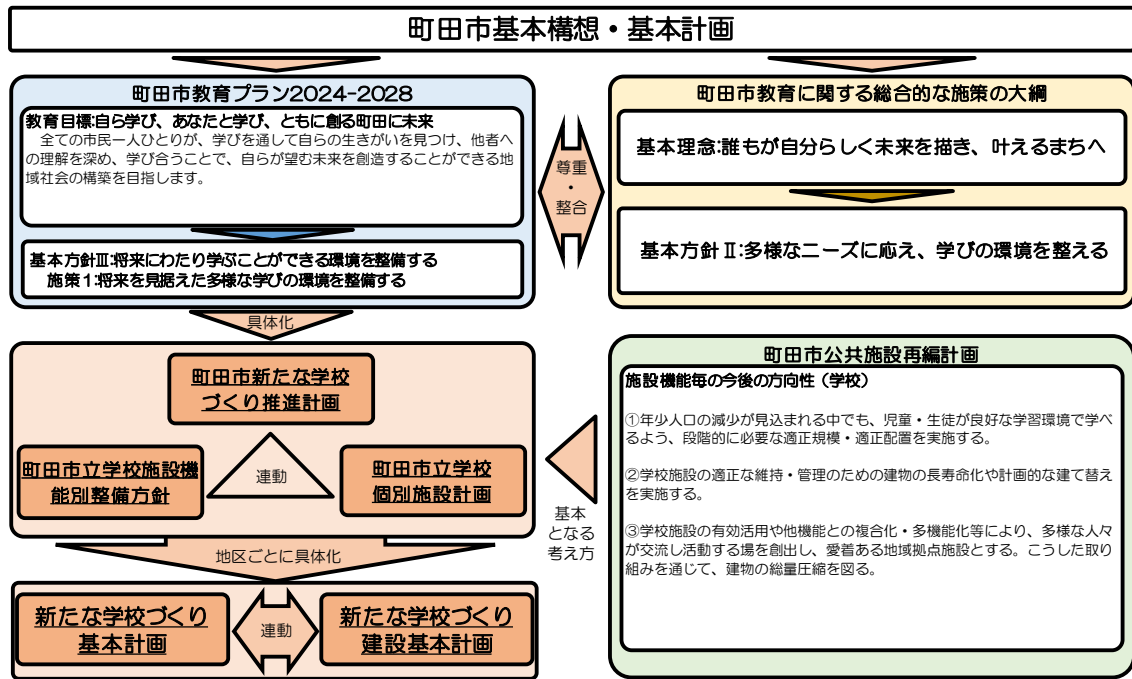 町田市基本構想・基本計画
町田市教育プラン2024-2028
教育目標:自ら学び、あなたと学び、ともに創る町田に未来
全ての市民一人ひとりが、学びを通して自らの生きがいを見つけ、他者へ
の理解を深め、学び合うことで、自らが望む未来を創造することができる地
域社会の構築を目指します。
基本方針Ⅲ:将来にわたり学ぶことができる環境を整備する
施策1:将来を見据えた多様な学びの環境を整備する
尊重
・
整合
町田市教育に関する総合的な施策の大綱
基本理念:誰もが自分らしく未来を描き、叶えるまちへ
基本方針Ⅱ:多様なニーズに応え、学びの環境を整える
具体化
町田市新たな学校
づくり推進計画
町田市立学校施設機
能別整備方針
連動
町田市立学校
個別施設計画
基本
となる
考え方
町田市公共施設再編計画
施設機能毎の今後の方向性（学校）
①年少人口の減少が見込まれる中でも、児童・生徒が良好な学習環境で学べ
るよう、段階的に必要な適正規模・適正配置を実施する。
②学校施設の適正な維持・管理のための建物の長寿命化や計画的な建て替え
を実施する。
③学校施設の有効活用や他機能との複合化・多機能化等により、多様な人々
が交流し活動する場を創出し、愛着ある地域拠点施設とする。こうした取り
組みを通じて、建物の総量圧縮を図る。
地区ごとに具体化
新たな学校づくり
基本計画
連動
新たな学校づくり
建設基本計画